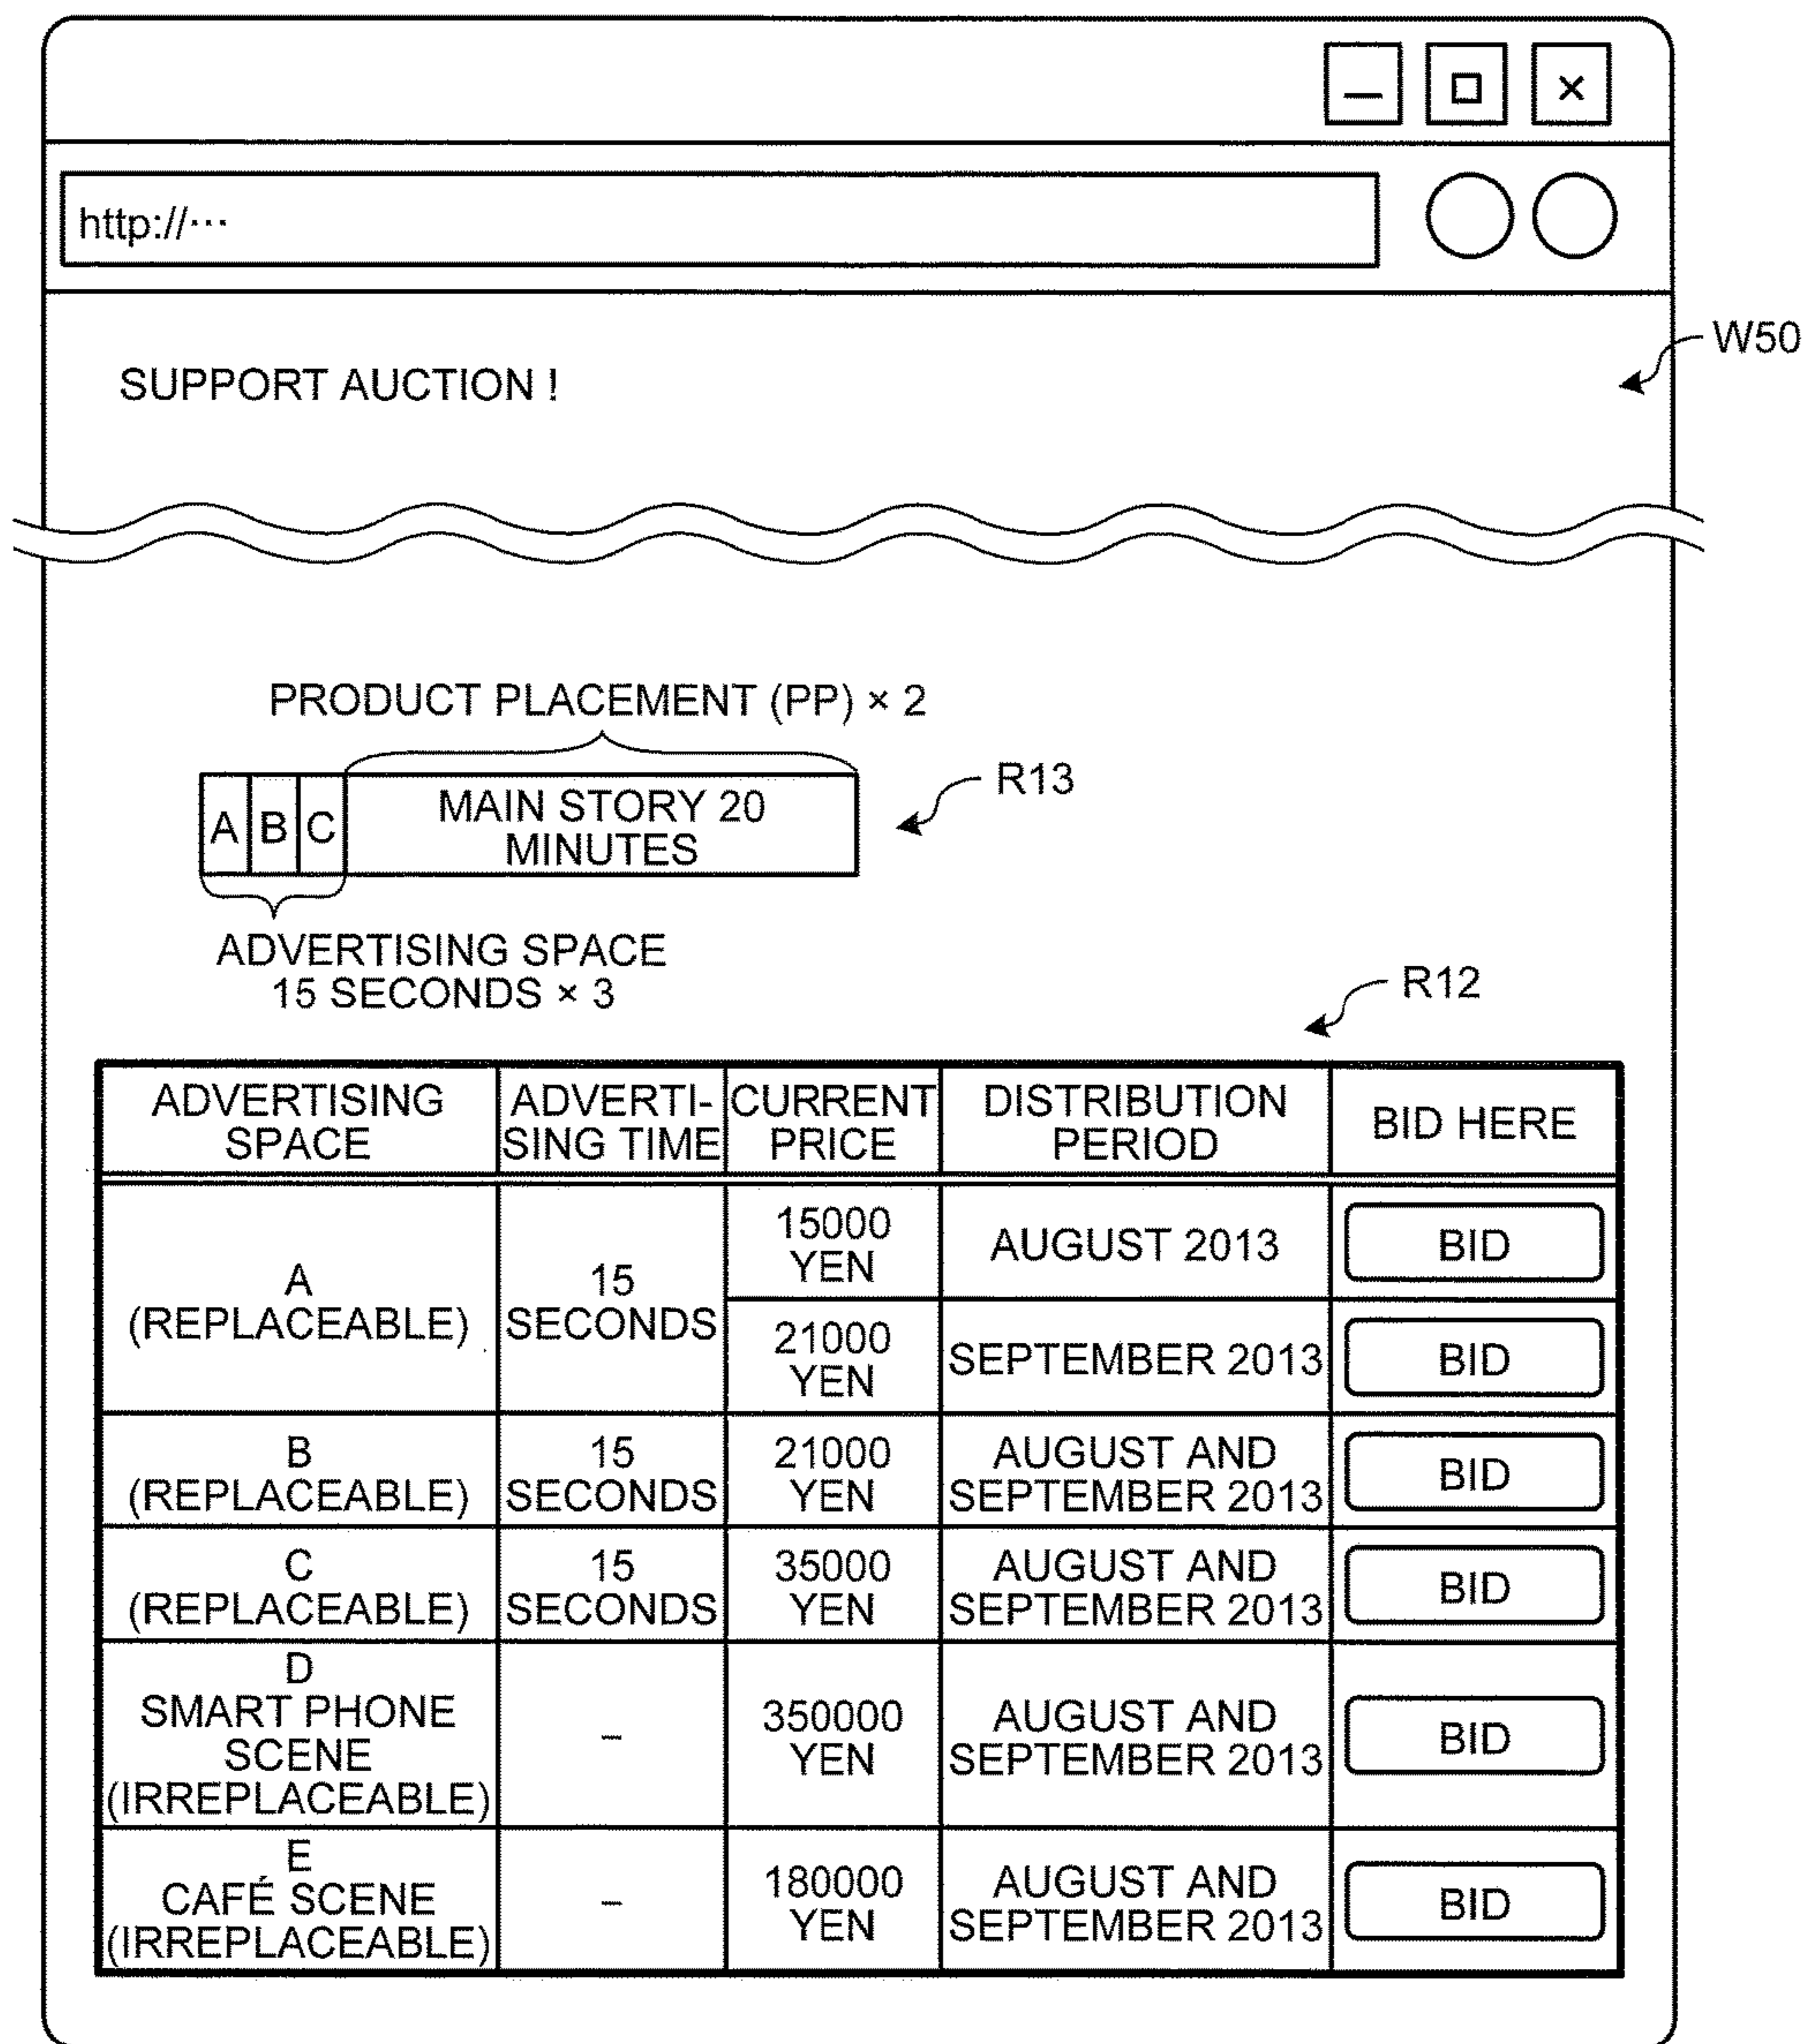 http://···
W50
SUPPORT AUCTION !
PRODUCT PLACEMENT (PP) × 2
R13
A B C MAIN STORY 20
MINUTES
ADVERTISING SPACE
15 SECONDS × 3
R12
ADVERTISING
SPACE
ADVERTI-
SING TIME
CURRENT
PRICE
DISTRIBUTION
PERIOD
BID HERE
A
(REPLACEABLE)
15
SECONDS
15000
YEN
AUGUST 2013
BID
21000
YEN
SEPTEMBER 2013
BID
B
(REPLACEABLE)
15
SECONDS
21000
YEN
AUGUST AND
SEPTEMBER 2013
BID
C
(REPLACEABLE)
15
SECONDS
35000
YEN
AUGUST AND
SEPTEMBER 2013
BID
D
SMART PHONE
SCENE
(IRREPLACEABLE)
–
350000
YEN
AUGUST AND
SEPTEMBER 2013
BID
E
CAFÉ SCENE
(IRREPLACEABLE)
–
180000
YEN
AUGUST AND
SEPTEMBER 2013
BID